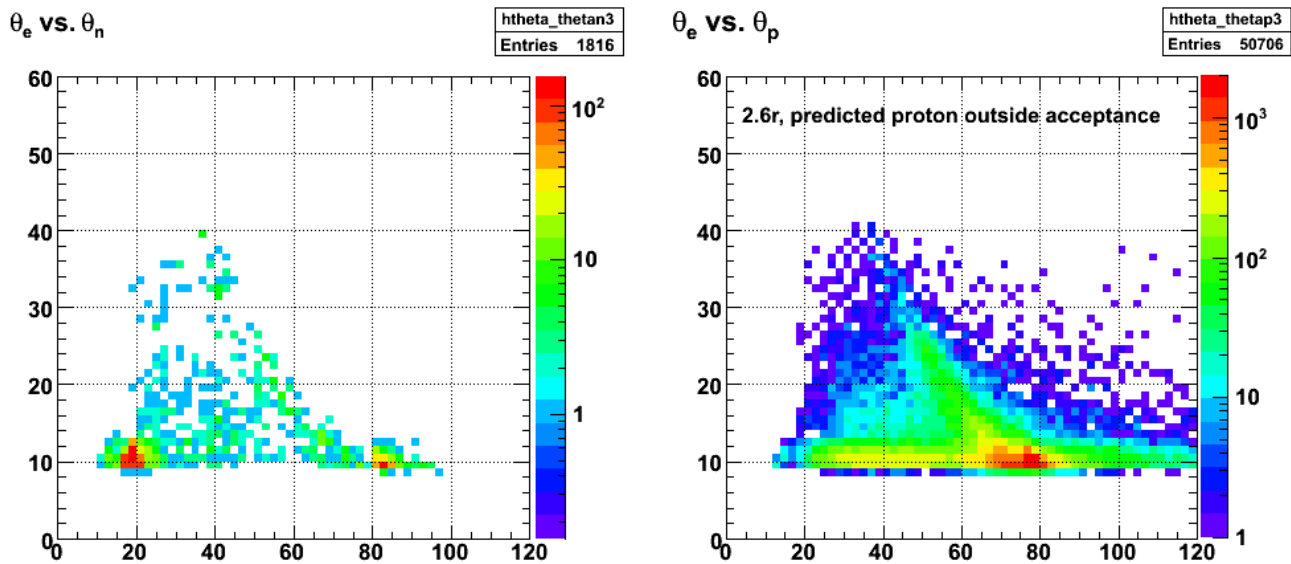 θe vs. θn
htheta_thetan3
Entries 1816
60
50
40
30
20
10
0
0 20 40 60 80 100 120
10²
10
1
θe vs. θp
htheta_thetap3
Entries 50706
2.6r, predicted proton outside acceptance
60
50
40
30
20
10
0
0 20 40 60 80 100 120
10³
10²
10
1